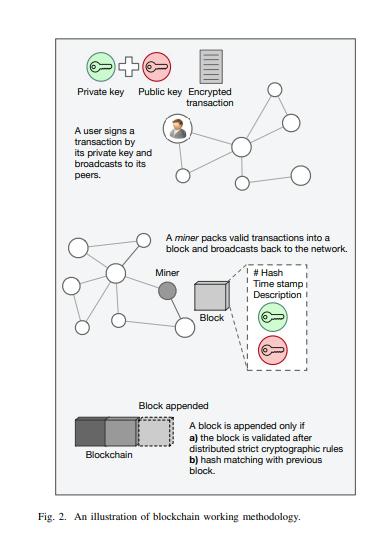 Private key
Public key
Encrypted
transaction
A user signs a
transaction by
its private key and
broadcasts to its
peers.
A miner packs valid transactions into a
block and broadcasts back to the network.
Miner
Block
# Hash
Time stamp
Description
Block appended
Blockchain
A block is appended only if
a) the block is validated after
distributed strict cryptographic rules
b) hash matching with previous
block.
Fig. 2. An illustration of blockchain working methodology.